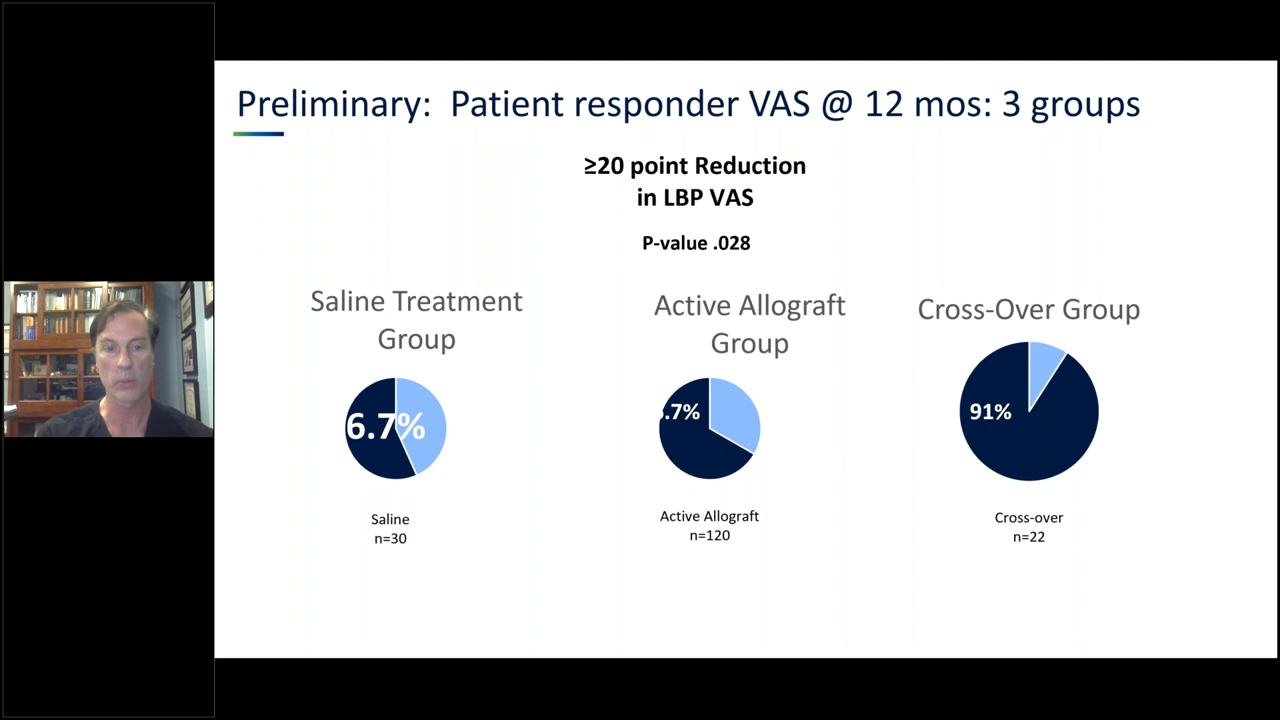 Preliminary: Patient responder VAS @ 12 mos: 3 groups
≥20 point Reduction
in LBP VAS
P-value .028
Saline Treatment
Group
Active Allograft
Group
Cross-Over Group
6.7%
.7%
91%
Saline
n=30
Active Allograft
n=120
Cross-over
n=22